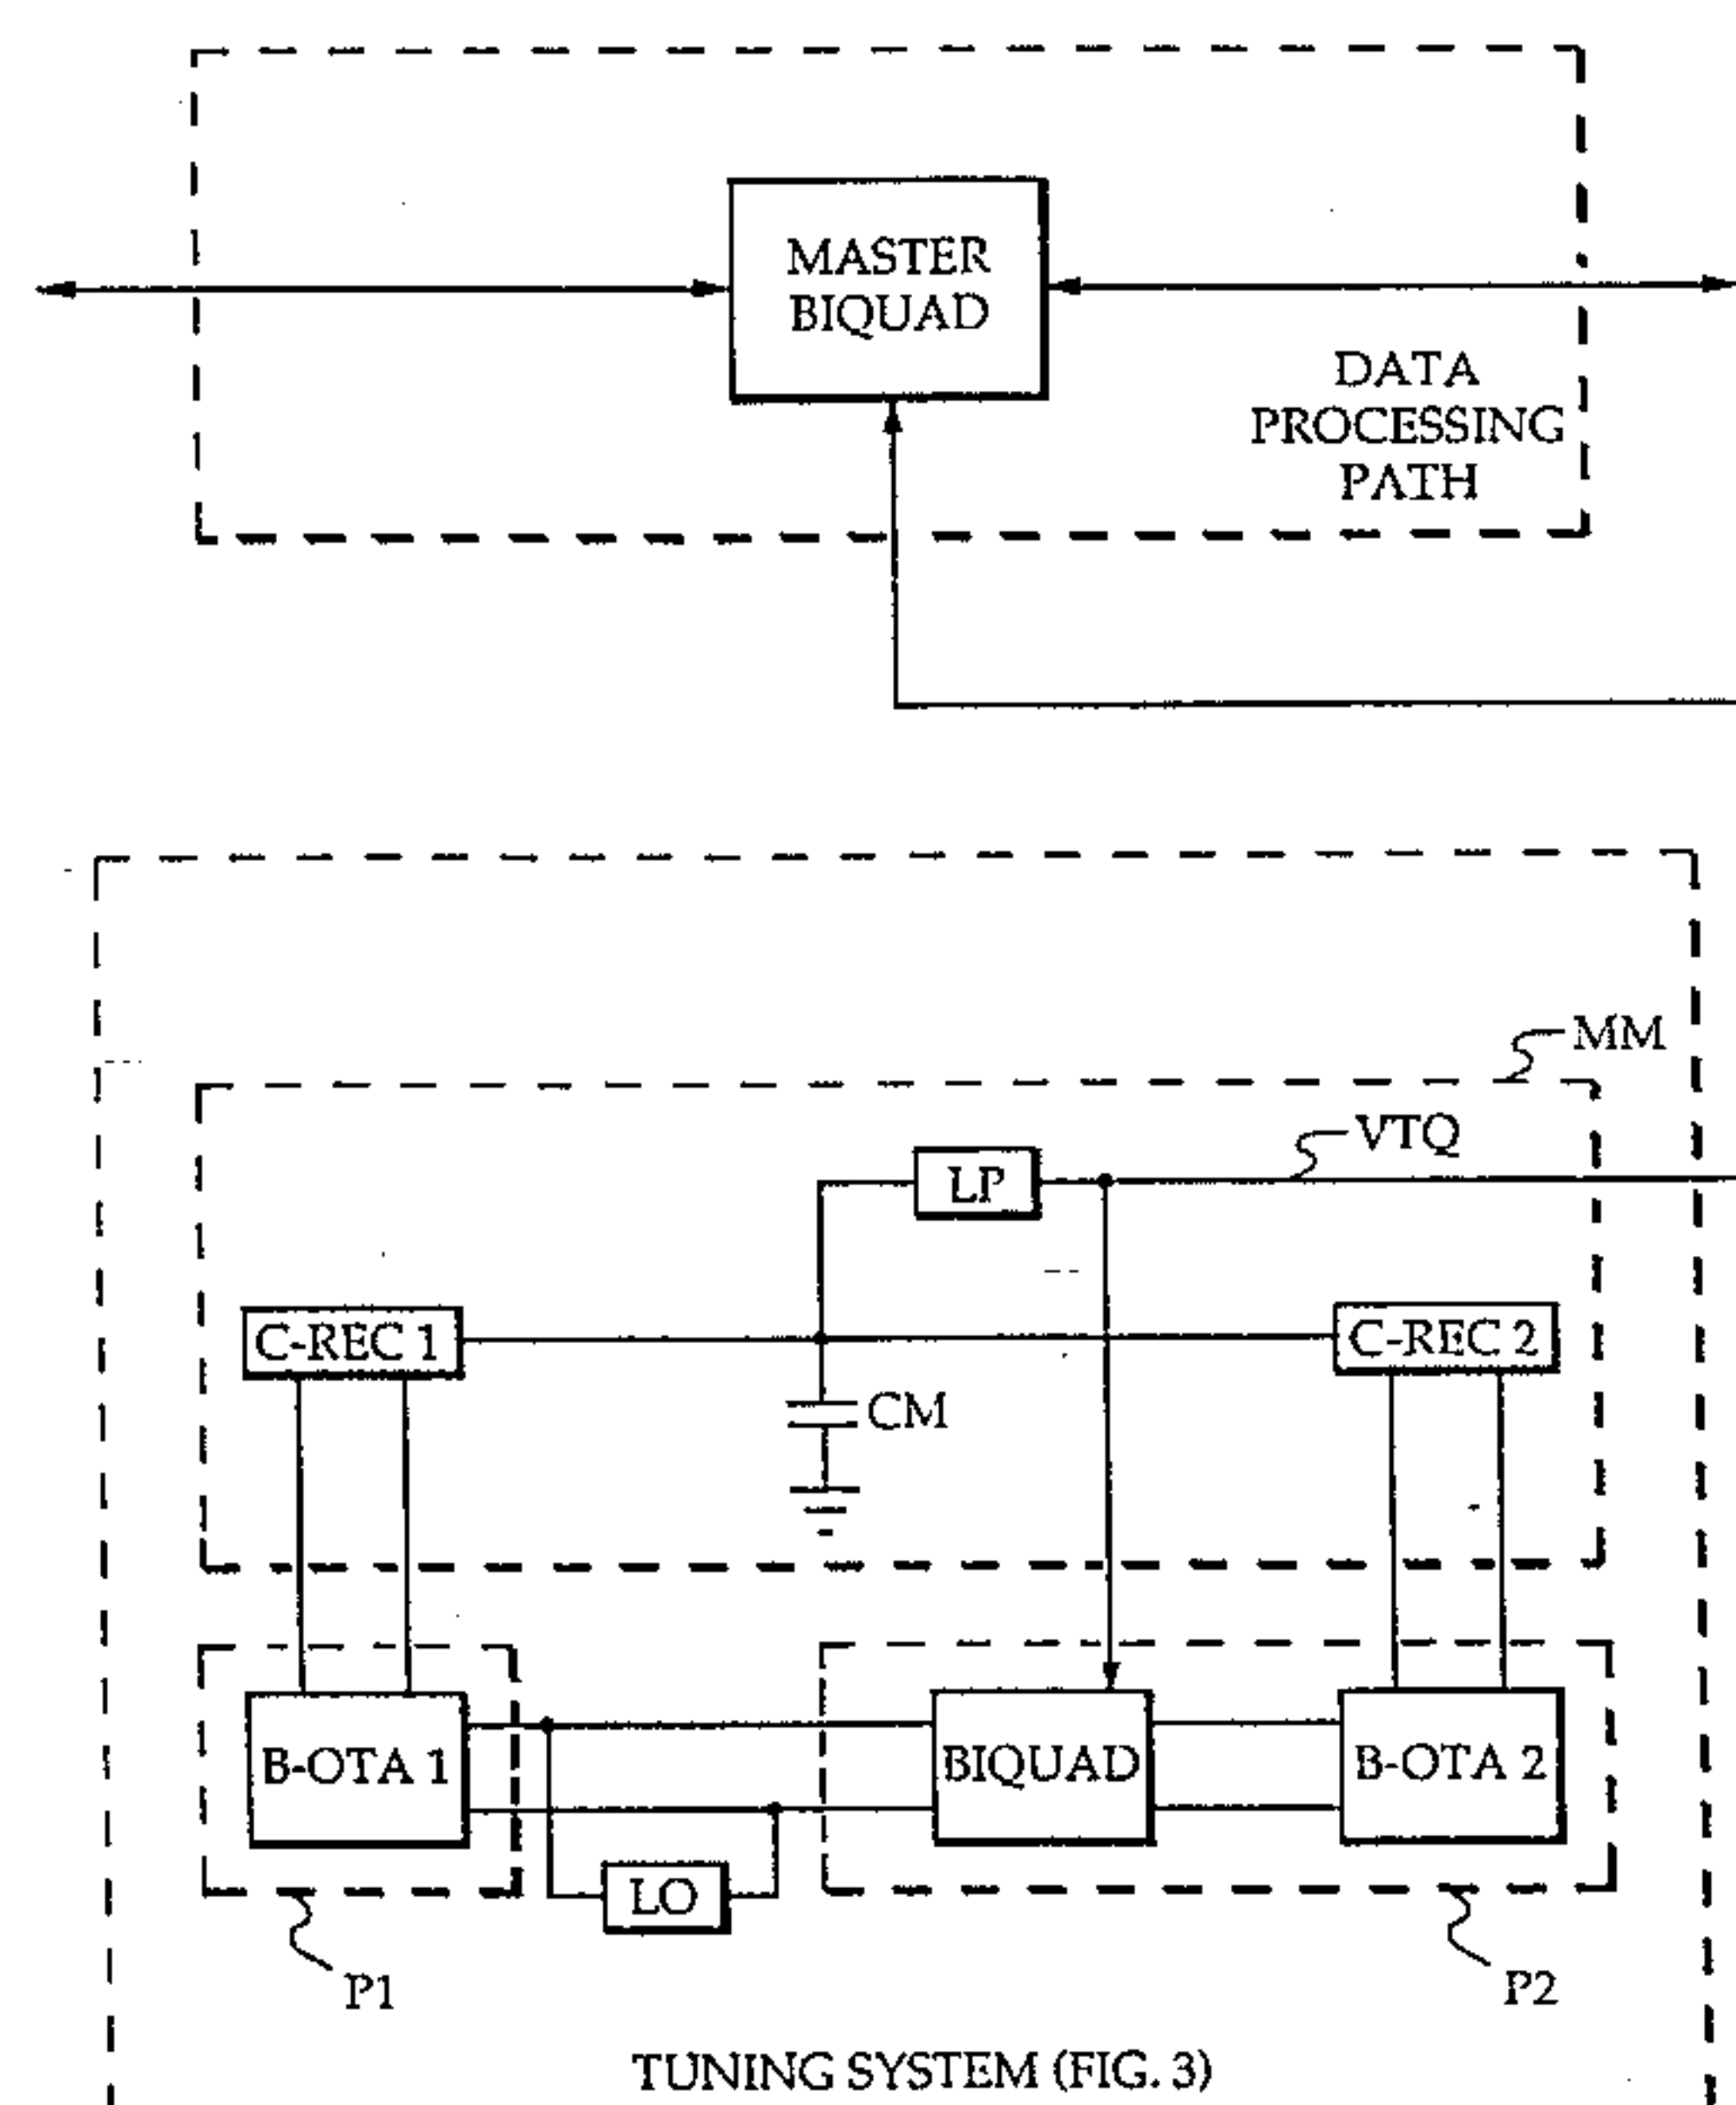 MASTER
BIQUAD
DATA
PROCESSING
PATH
MM
VTQ
LP
C-REC 1
C-REC 2
CM
B-OTA 1
BIQUAD
B-OTA 2
LO
P1
P2
TUNING SYSTEM (FIG. 3)